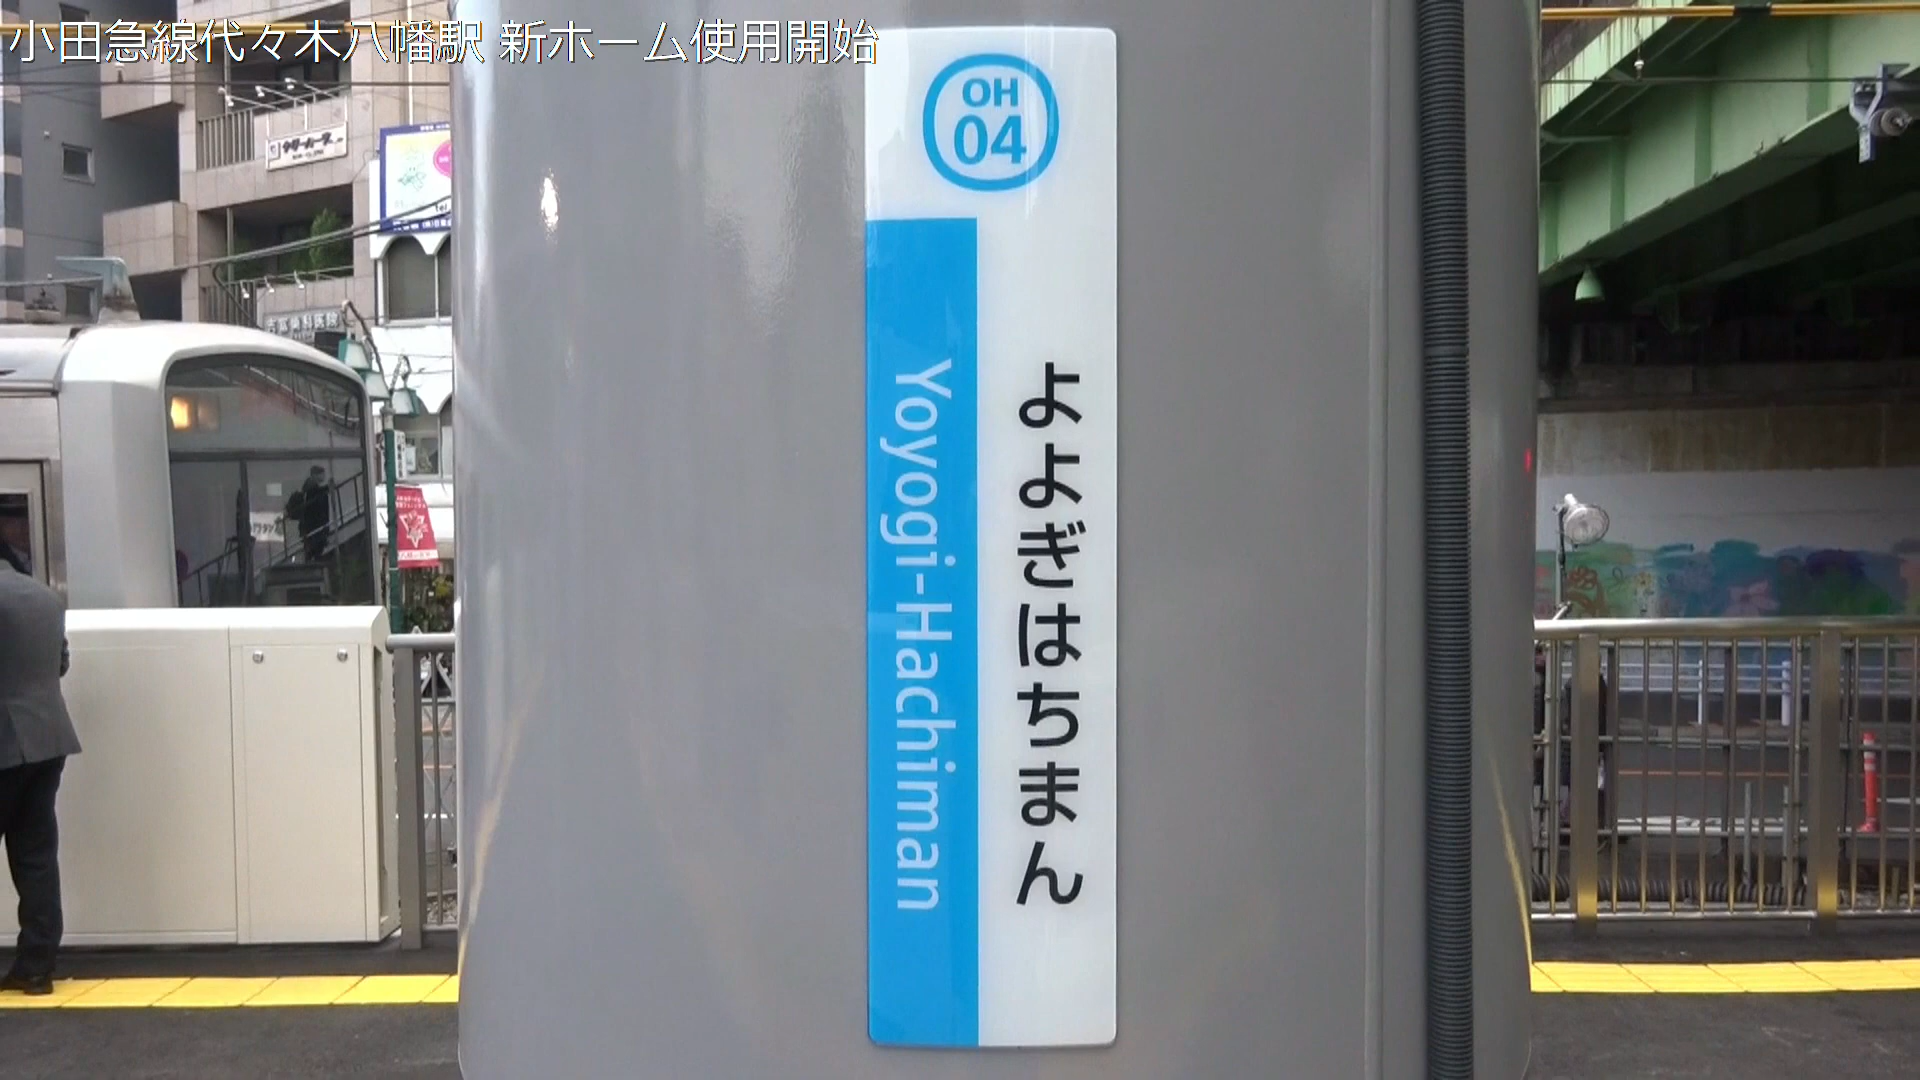 小田急線代々木八幡駅 新ホーム使用開始
OH
04
よよぎはちまん
Yoyogi-Hachiman